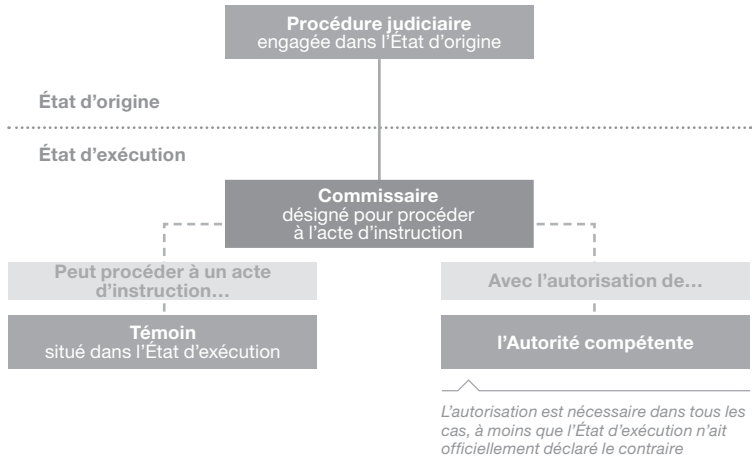 Procédure judiciaire
engagée dans l’État d’origine
État d’origine
État d’exécution
Commissaire
désigné pour procéder
à l’acte d’instruction
Peut procéder à un acte
d’instruction…
Avec l’autorisation de…
Témoin
situé dans l’État d’exécution
l’Autorité compétente
L’autorisation est nécessaire dans tous les
cas, à moins que l’État d’exécution n’ait
officiellement déclaré le contraire